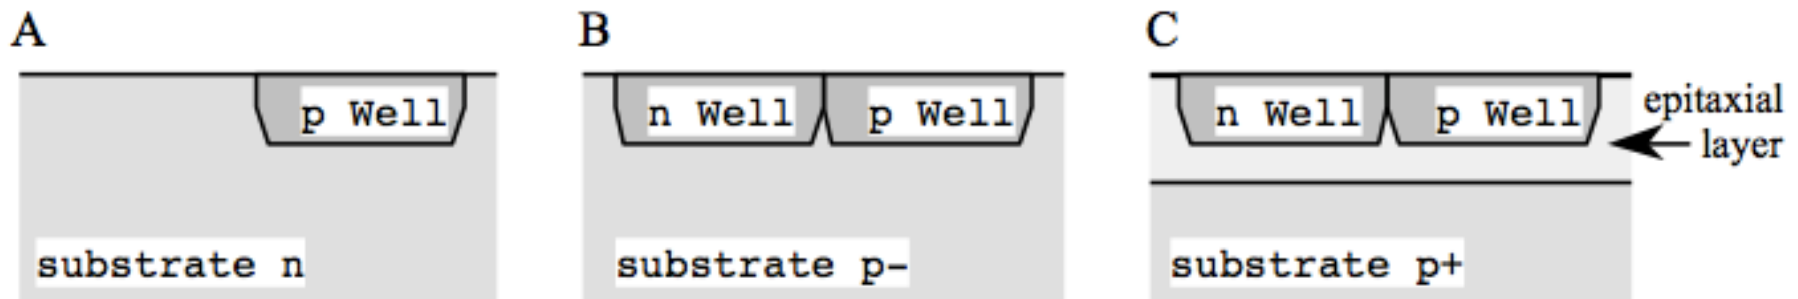 A
B
C
p Well
n Well
p Well
n Well
p Well
epitaxial
layer
substrate n
substrate p-
substrate p+